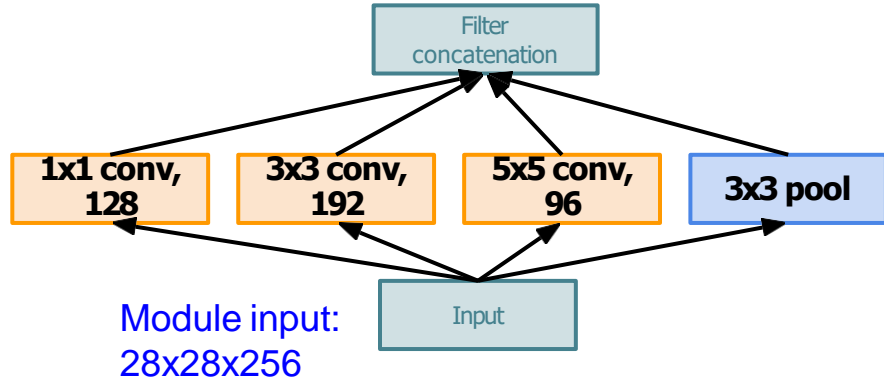 Filter
concatenation
1x1 conv,
128
3x3 conv,
192
5x5 conv,
96
3x3 pool
Input
Module input:
28x28x256